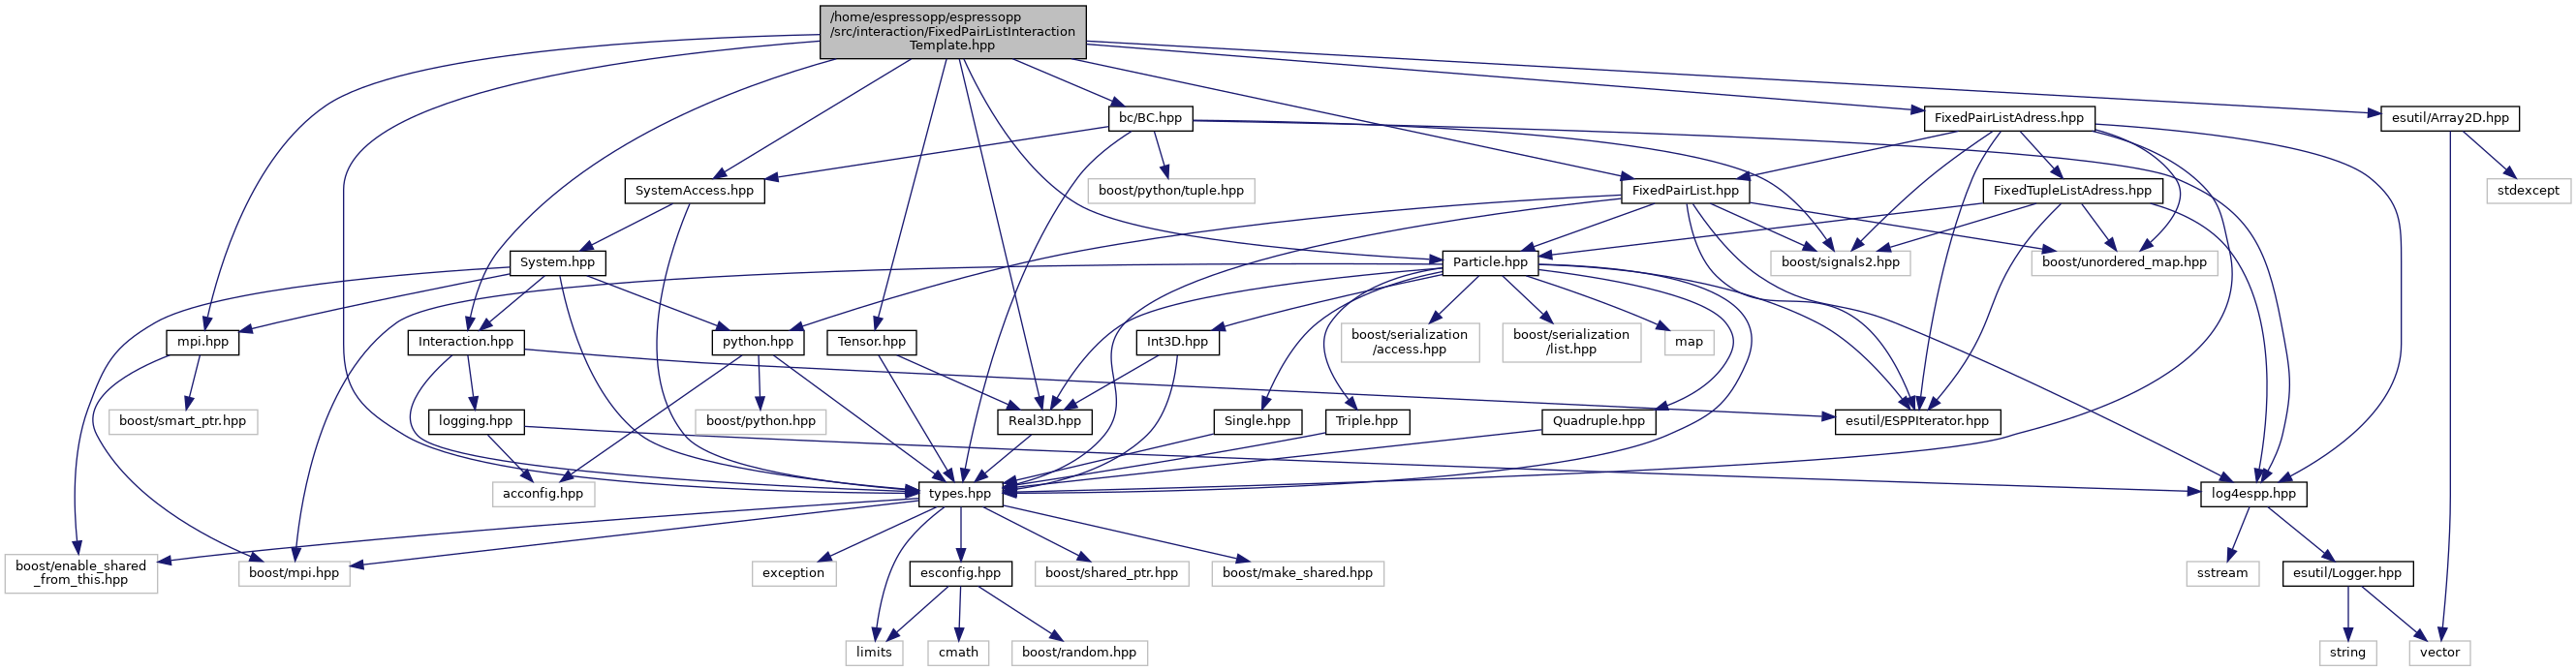 /home/espressopp/espressopp
/src/interaction/FixedPairListInteraction
Template.hpp
bc/BC.hpp
FixedPairListAdress.hpp
esutil/Array2D.hpp
SystemAccess.hpp
boost/python/tuple.hpp
FixedPairList.hpp
FixedTupleListAdress.hpp
stdexcept
System.hpp
Particle.hpp
boost/signals2.hpp
boost/unordered_map.hpp
mpi.hpp
Interaction.hpp
python.hpp
Tensor.hpp
Int3D.hpp
boost/serialization
/access.hpp
boost/serialization
/list.hpp
map
boost/smart_ptr.hpp
logging.hpp
boost/python.hpp
Real3D.hpp
Single.hpp
Triple.hpp
Quadruple.hpp
esutil/ESPPIterator.hpp
acconfig.hpp
types.hpp
log4espp.hpp
boost/enable_shared
_from_this.hpp
boost/mpi.hpp
exception
esconfig.hpp
boost/shared_ptr.hpp
boost/make_shared.hpp
sstream
esutil/Logger.hpp
limits
cmath
boost/random.hpp
string
vector